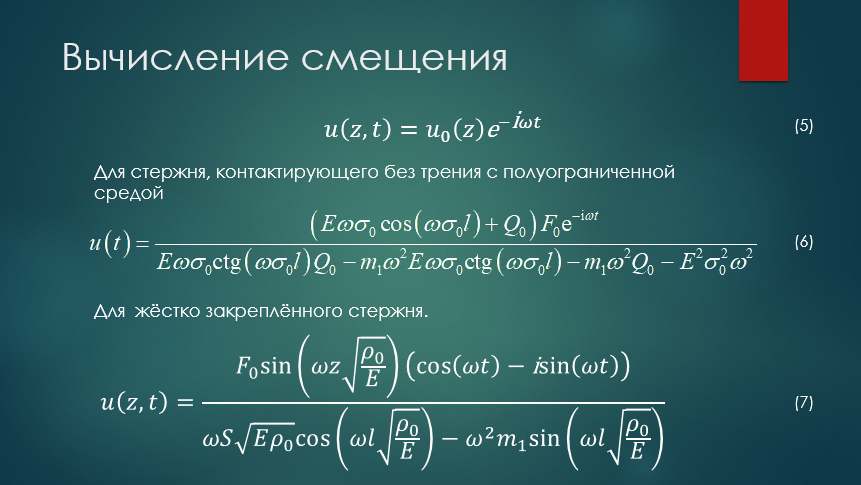 Вычисление смещения
u(z, t) = u₀(z)e^(−iωt) (5)
Для стержня, контактирующего без трения с полуограниченной
средой
u(t) = ((Eωσ₀ cos(ωσ₀l) + Q₀) F₀e^(−iωt)) / (Eωσ₀ctg(ωσ₀l)Q₀ − m₁ω²Eωσ₀ctg(ωσ₀l) − m₁ω²Q₀ − E²σ₀²ω²) (6)
Для жёстко закреплённого стержня.
u(z, t) = (F₀sin(ωz√(ρ₀/E))(cos(ωt) − isin(ωt))) / (ωS√(Eρ₀)cos(ωl√(ρ₀/E)) − ω²m₁sin(ωl√(ρ₀/E))) (7)